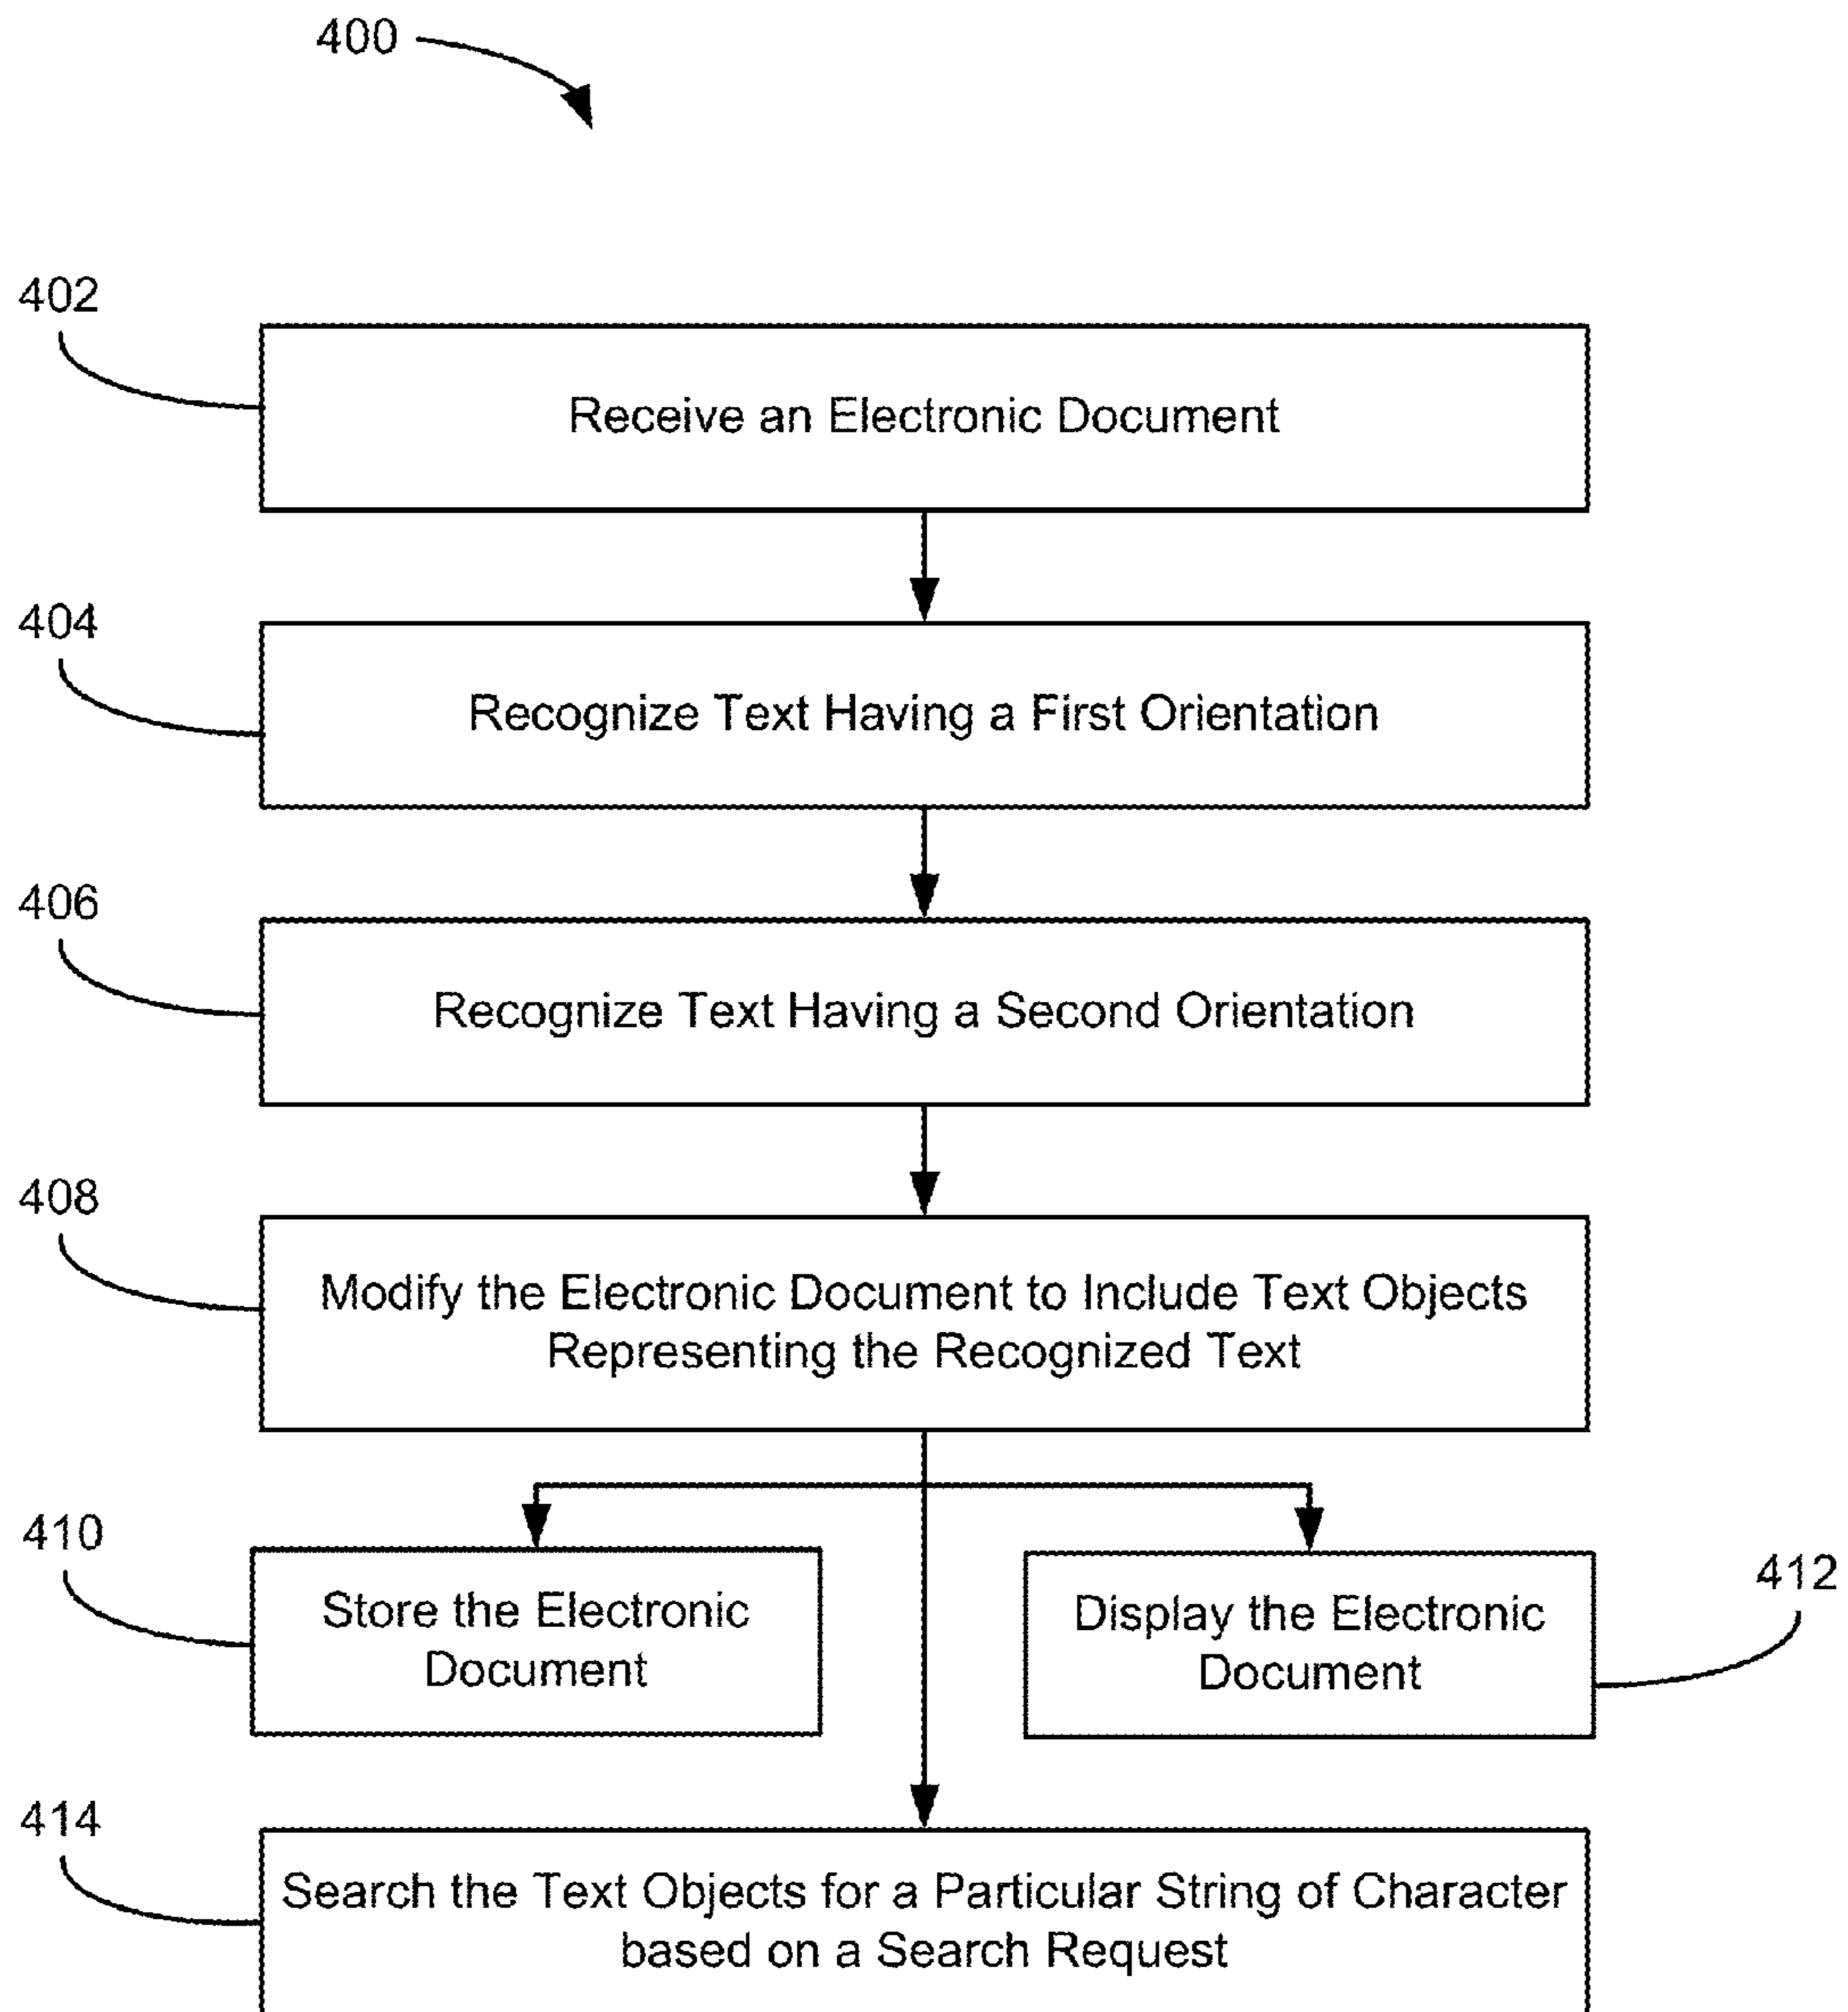 400
402
Receive an Electronic Document
404
Recognize Text Having a First Orientation
406
Recognize Text Having a Second Orientation
408
Modify the Electronic Document to Include Text Objects
Representing the Recognized Text
410
Store the Electronic
Document
Display the Electronic
Document
412
414
Search the Text Objects for a Particular String of Character
based on a Search Request